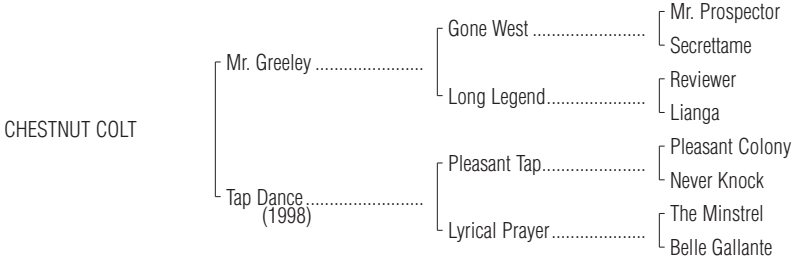 Mr. Prospector
Gone West ........................
Secrettame
Mr. Greeley .......................
Reviewer
Long Legend.....................
Lianga
CHESTNUT COLT
Pleasant Colony
Pleasant Tap......................
Never Knock
Tap Dance .........................
(1998)
The Minstrel
Lyrical Prayer....................
Belle Gallante